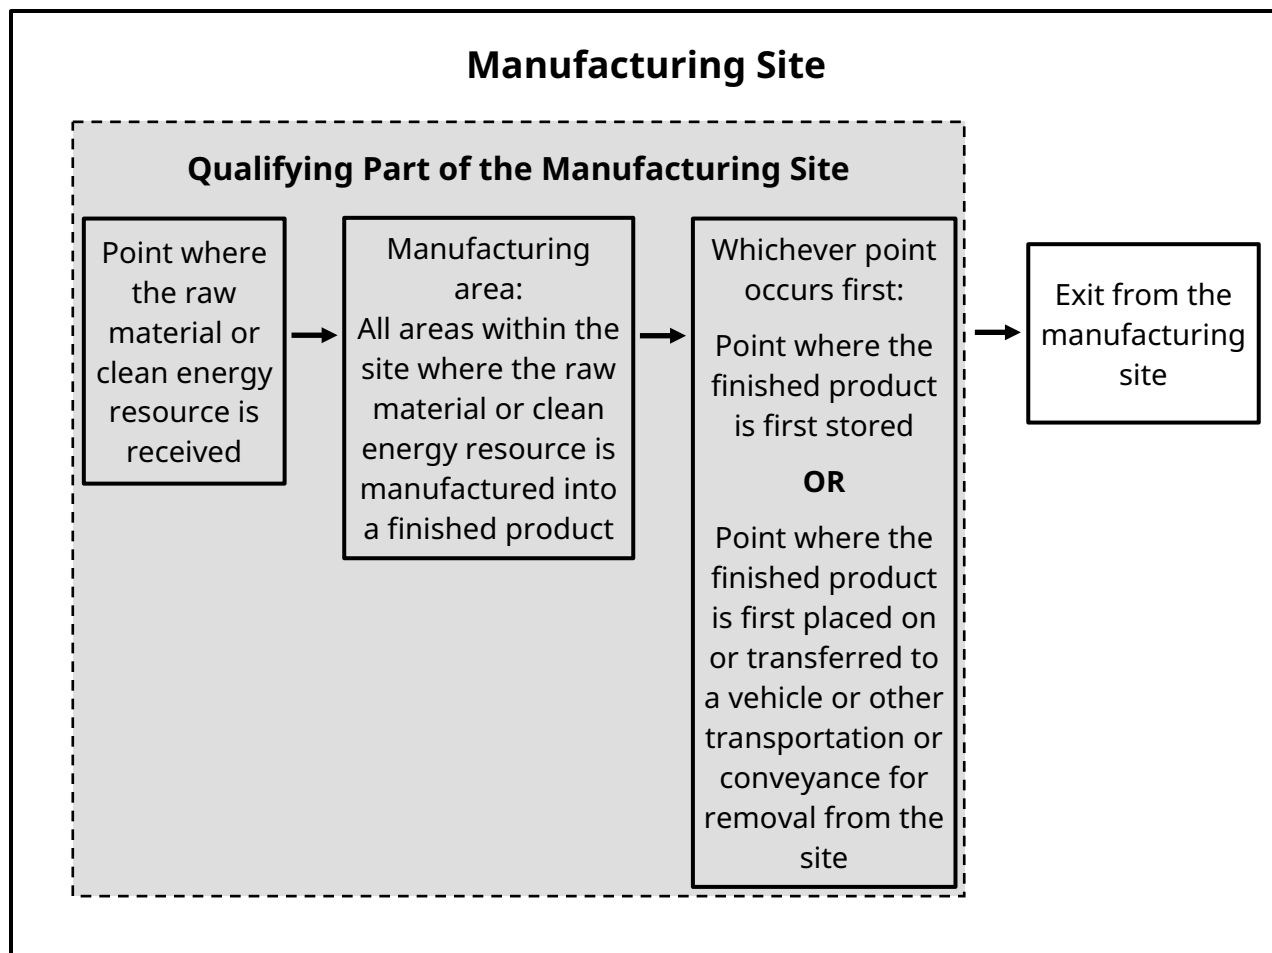 Manufacturing Site
Qualifying Part of the Manufacturing Site
Point where
the raw
material or
clean energy
resource is
received
Manufacturing
area:
All areas within the
site where the raw
material or clean
energy resource is
manufactured into
a finished product
Whichever point
occurs first:
Point where the
finished product
is first stored
OR
Point where the
finished product
is first placed on
or transferred to
a vehicle or other
transportation or
conveyance for
removal from the
site
Exit from the
manufacturing
site